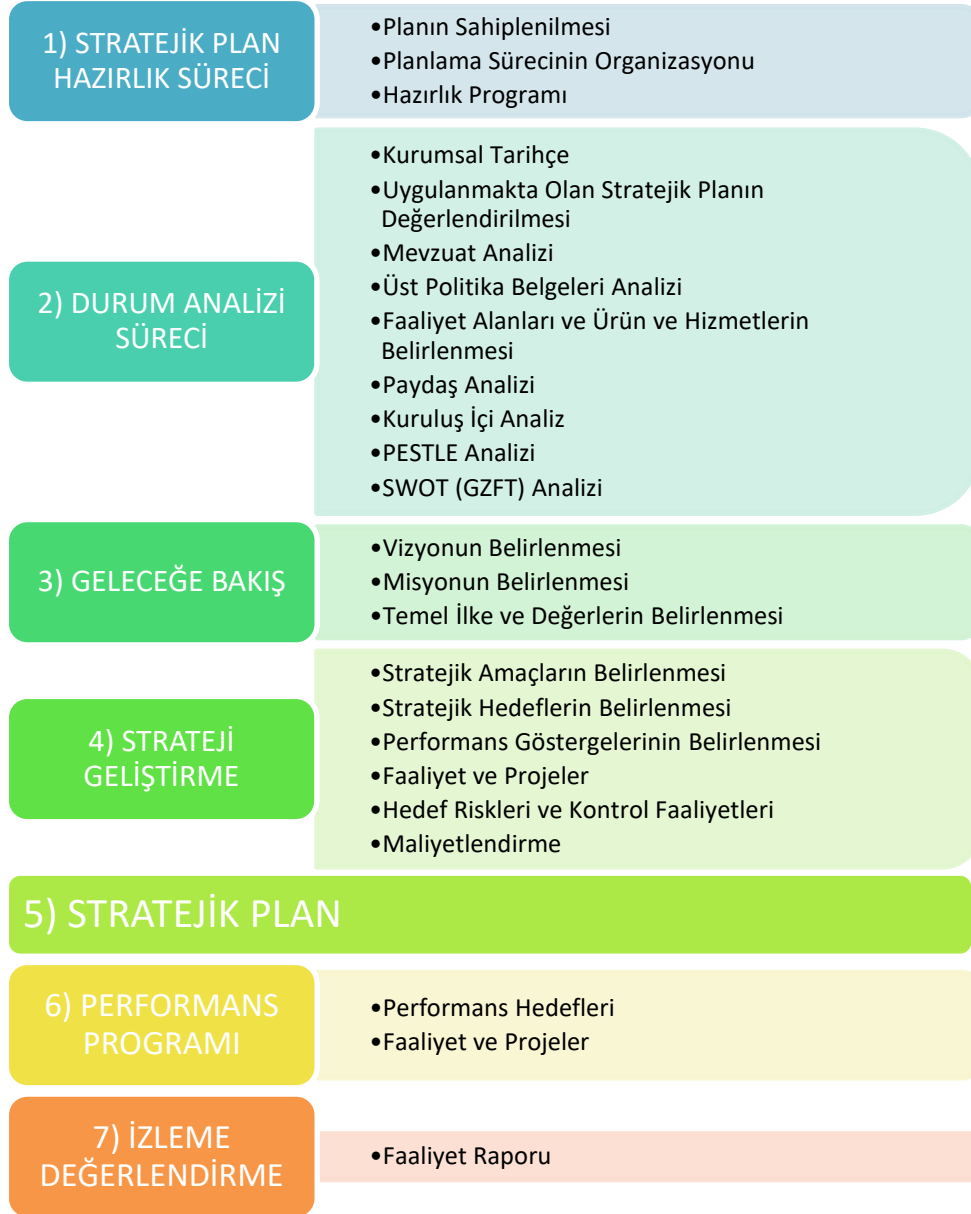 1) STRATEJİK PLAN
HAZIRLIK SÜRECİ
•Planın Sahiplenilmesi
•Planlama Sürecinin Organizasyonu
•Hazırlık Programı
2) DURUM ANALİZİ
SÜRECİ
•Kurumsal Tarihçe
•Uygulanmakta Olan Stratejik Planın
Değerlendirilmesi
•Mevzuat Analizi
•Üst Politika Belgeleri Analizi
•Faaliyet Alanları ve Ürün ve Hizmetlerin
Belirlenmesi
•Paydaş Analizi
•Kuruluş İçi Analiz
•PESTLE Analizi
•SWOT (GZFT) Analizi
3) GELECEĞE BAKIŞ
•Vizyonun Belirlenmesi
•Misyonun Belirlenmesi
•Temel İlke ve Değerlerin Belirlenmesi
4) STRATEJİ
GELİŞTİRME
•Stratejik Amaçların Belirlenmesi
•Stratejik Hedeflerin Belirlenmesi
•Performans Göstergelerinin Belirlenmesi
•Faaliyet ve Projeler
•Hedef Riskleri ve Kontrol Faaliyetleri
•Maliyetlendirme
5) STRATEJİK PLAN
6) PERFORMANS
PROGRAMI
•Performans Hedefleri
•Faaliyet ve Projeler
7) İZLEME
DEĞERLENDİRME
•Faaliyet Raporu